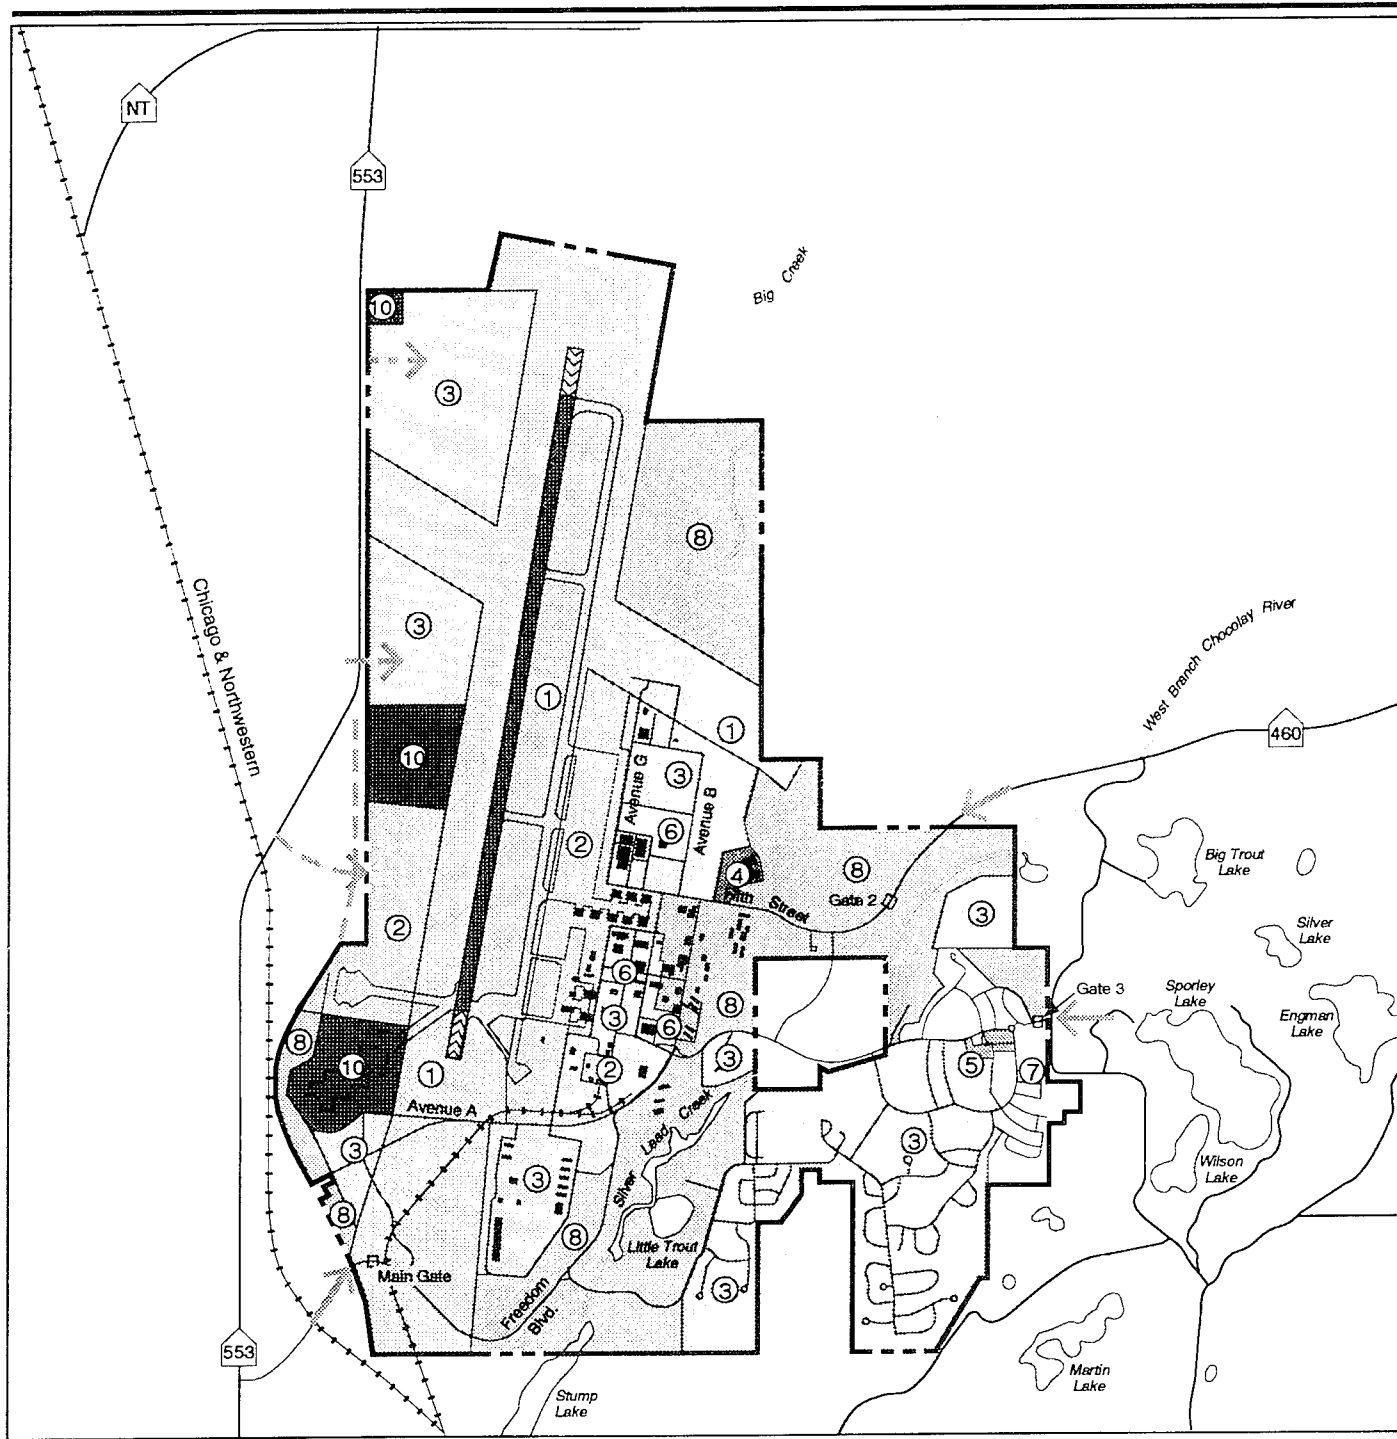 NT
553
Big Creek
10
3
8
Chicago & Northwestern
3
West Branch Chocolay River
1
1
460
10
3
Avenue G
Avenue B
6
2
Big Trout
Lake
8
4
Fifth Street
Gate 2
3
2
Silver
Lake
6
Gate 3
Sporley
Lake
8
3
6
Engman
Lake
8
3
10
1
2
5
7
Avenue A
Silver Lead Creek
3
3
3
Wilson
Lake
8
8
Little Trout
Lake
Main Gate
3
Freedom
Blvd.
553
Martin
Lake
Stump
Lake